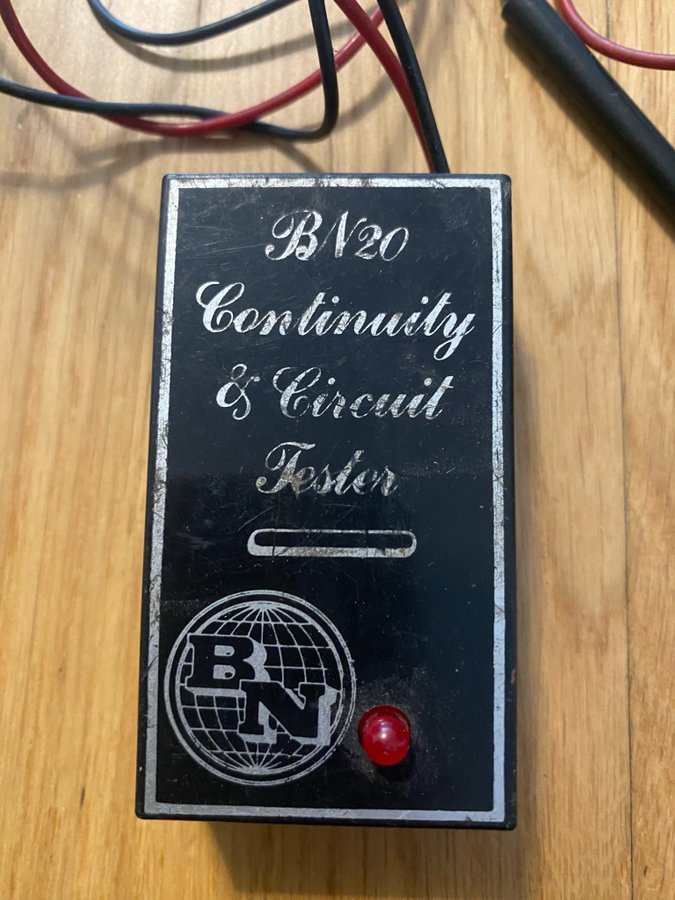 BN20
Continuity
& Circuit
Tester
BN